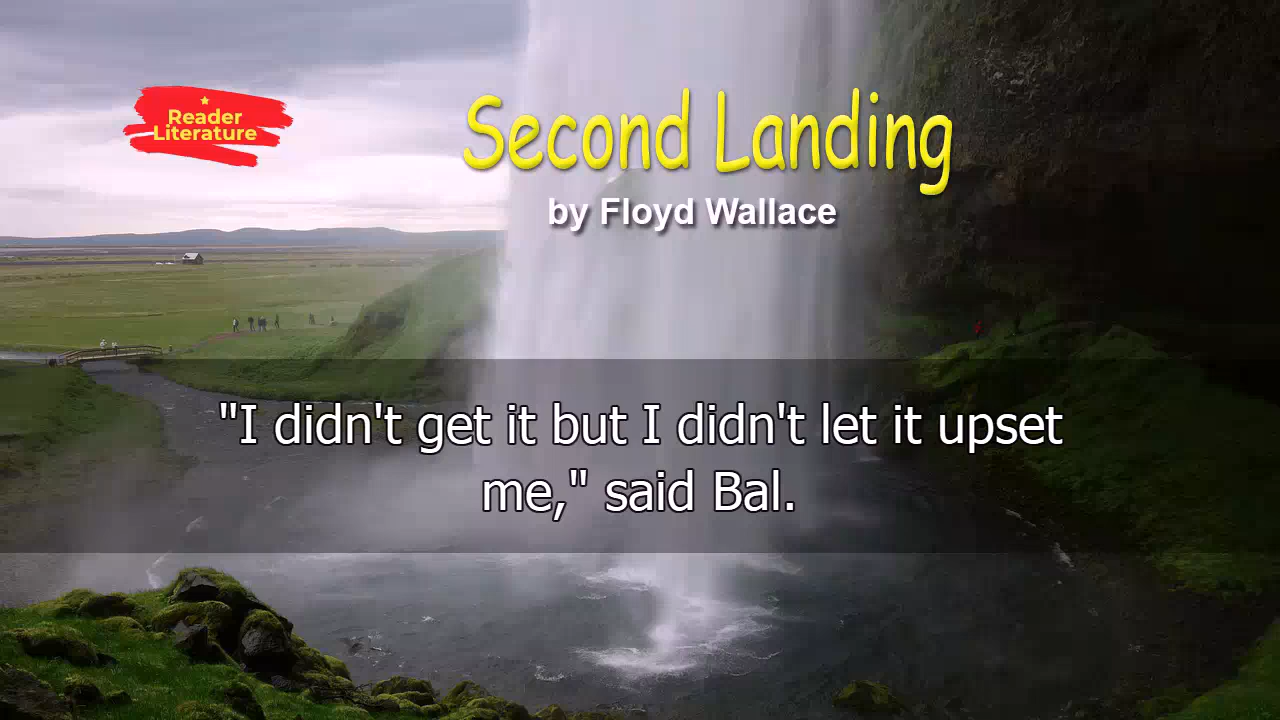 Reader
Literature
Second Landing
by Floyd Wallace
"I didn't get it but I didn't let it upset
me," said Bal.